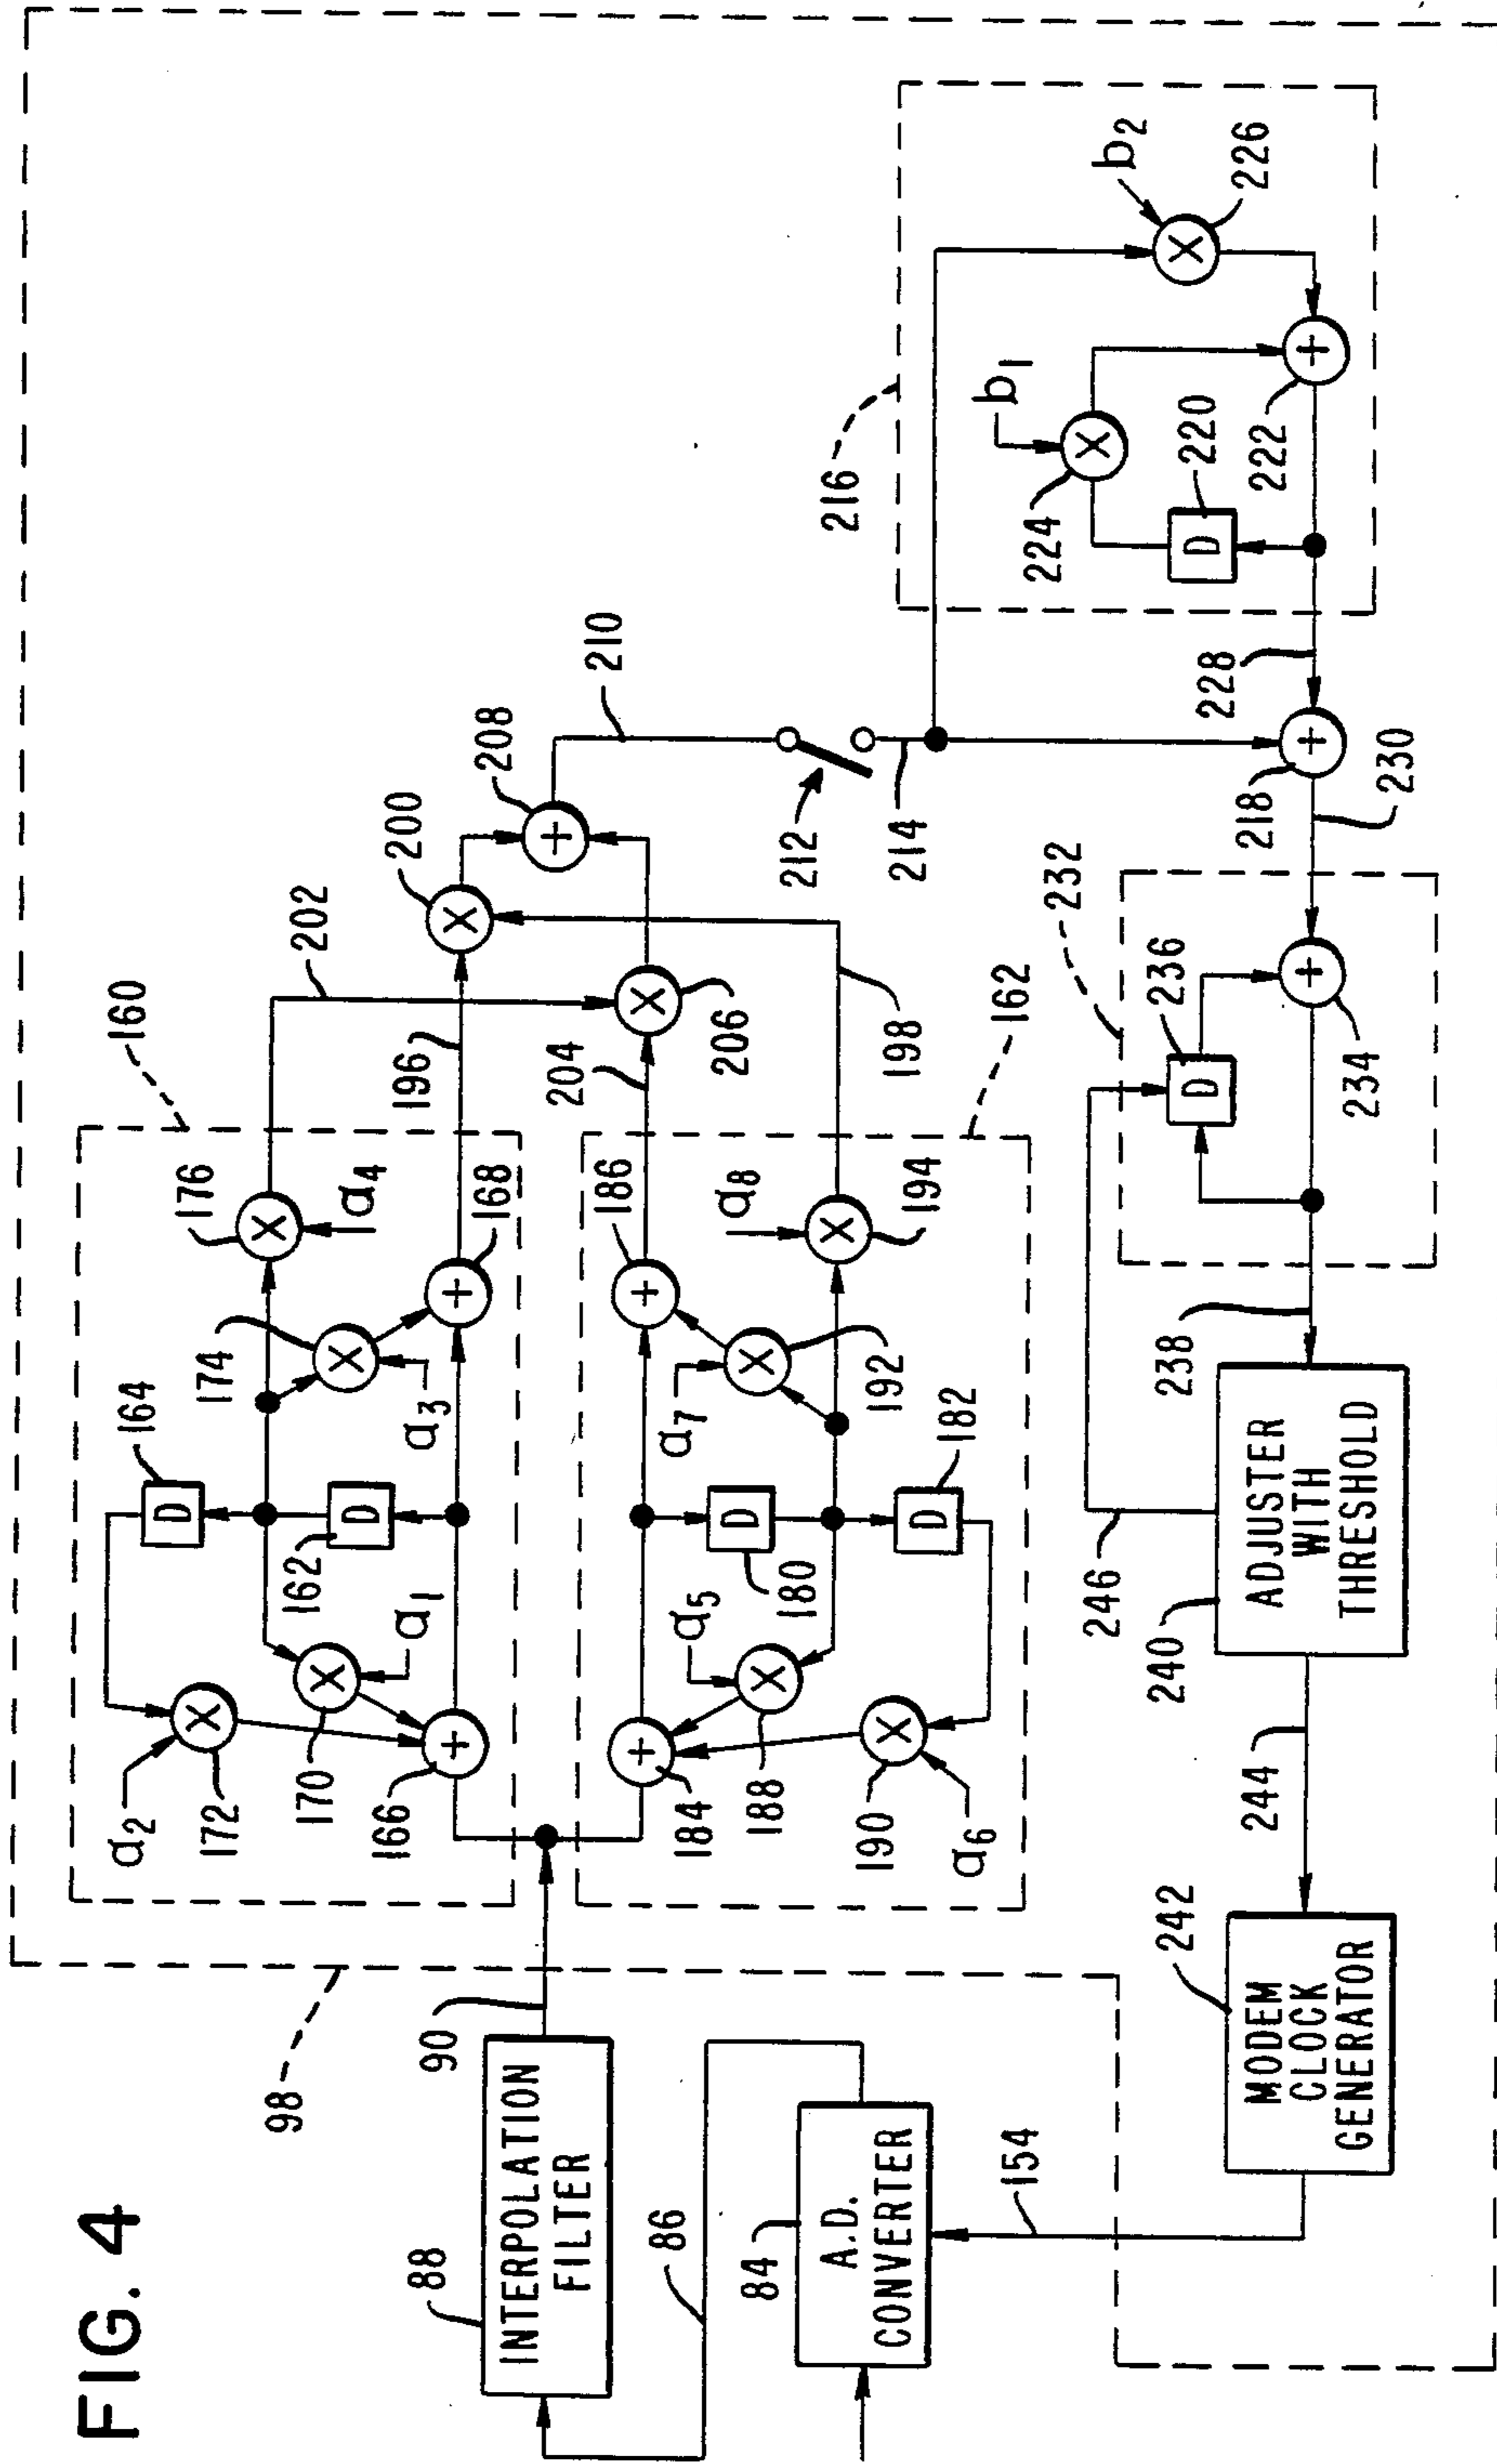 FIG. 4
98
160
176
a4
202
164
174
196
200
208
210
a2
172
162
a3
168
170
a1
166
204
206
88
INTERPOLATION
FILTER
90
186
a8
194
198
162
212
214
216
b1
b2
226
224
220
222
184
188
a5
180
a7
192
182
190
a6
86
84
A.D.
CONVERTER
154
218
228
230
232
236
234
246
238
240
ADJUSTER
WITH
THRESHOLD
244
242
MODEM
CLOCK
GENERATOR